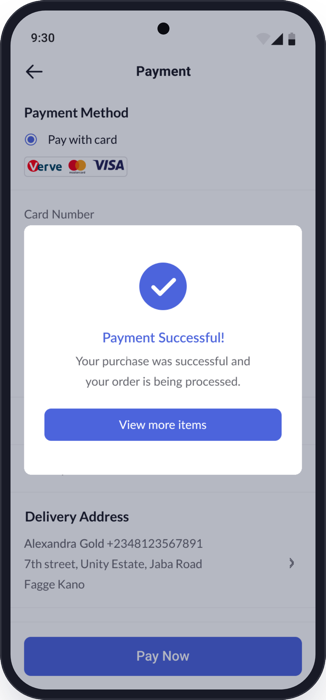 9:30
Payment
Payment Method
Pay with card
Verve mastercard VISA
Card Number
Payment Successful!
Your purchase was successful and
your order is being processed.
View more items
Delivery Address
Alexandra Gold +2348123567891
7th street, Unity Estate, Jaba Road
Fagge Kano
Pay Now